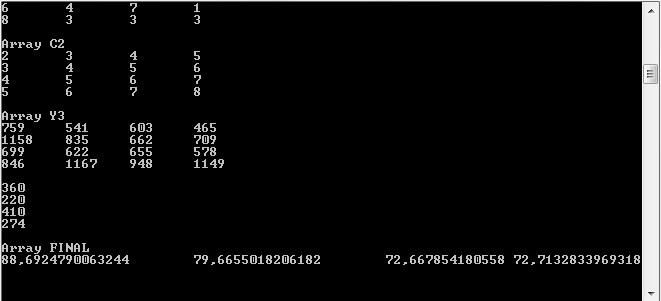 6 4 7 1
8 3 3 3
Array C2
2 3 4 5
3 4 5 6
4 5 6 7
5 6 7 8
Array Y3
759 541 603 465
1158 835 662 709
699 622 655 578
846 1167 948 1149
360
220
410
274
Array FINAL
88,6924790063244 79,6655018206182 72,667854180558 72,7132833969318